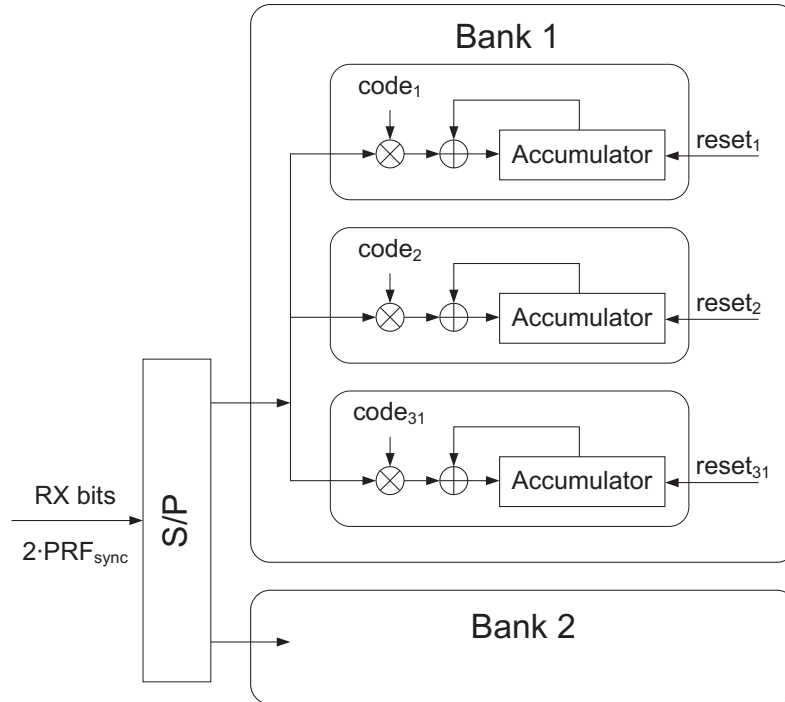 Bank 1
code₁
Accumulator
reset₁
code₂
Accumulator
reset₂
code₃₁
Accumulator
reset₃₁
RX bits
2·PRFsync
S/P
Bank 2